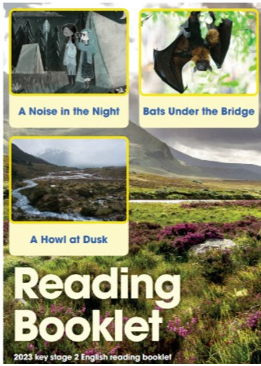 A Noise in the Night
Bats Under the Bridge
A Howl at Dusk
Reading
Booklet
2023 key stage 2 English reading booklet